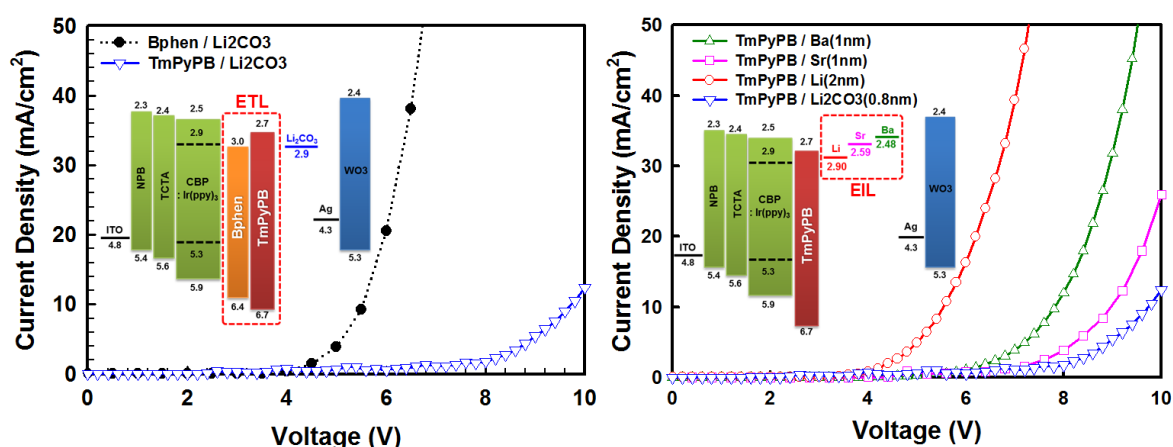 Current Density (mA/cm2)
50
40
30
20
10
0
0
2
4
6
8
10
Voltage (V)
Bphen / Li2CO3
TmPyPB / Li2CO3
ETL
2.3
2.4
2.5
2.9
3.0
2.7
Li2CO3
2.9
2.4
NPB
TCTA
CBP
: Ir(ppy)3
Bphen
TmPyPB
WO3
ITO
4.8
Ag
4.3
5.4
5.6
5.3
5.9
6.4
6.7
5.3
Current Density (mA/cm2)
50
40
30
20
10
0
0
2
4
6
8
10
Voltage (V)
TmPyPB / Ba(1nm)
TmPyPB / Sr(1nm)
TmPyPB / Li(2nm)
TmPyPB / Li2CO3(0.8nm)
2.3
2.4
2.5
2.9
2.7
Li
2.90
Sr
2.59
Ba
2.48
EIL
2.4
NPB
TCTA
CBP
: Ir(ppy)3
TmPyPB
WO3
ITO
4.8
Ag
4.3
5.4
5.6
5.3
5.9
6.7
5.3